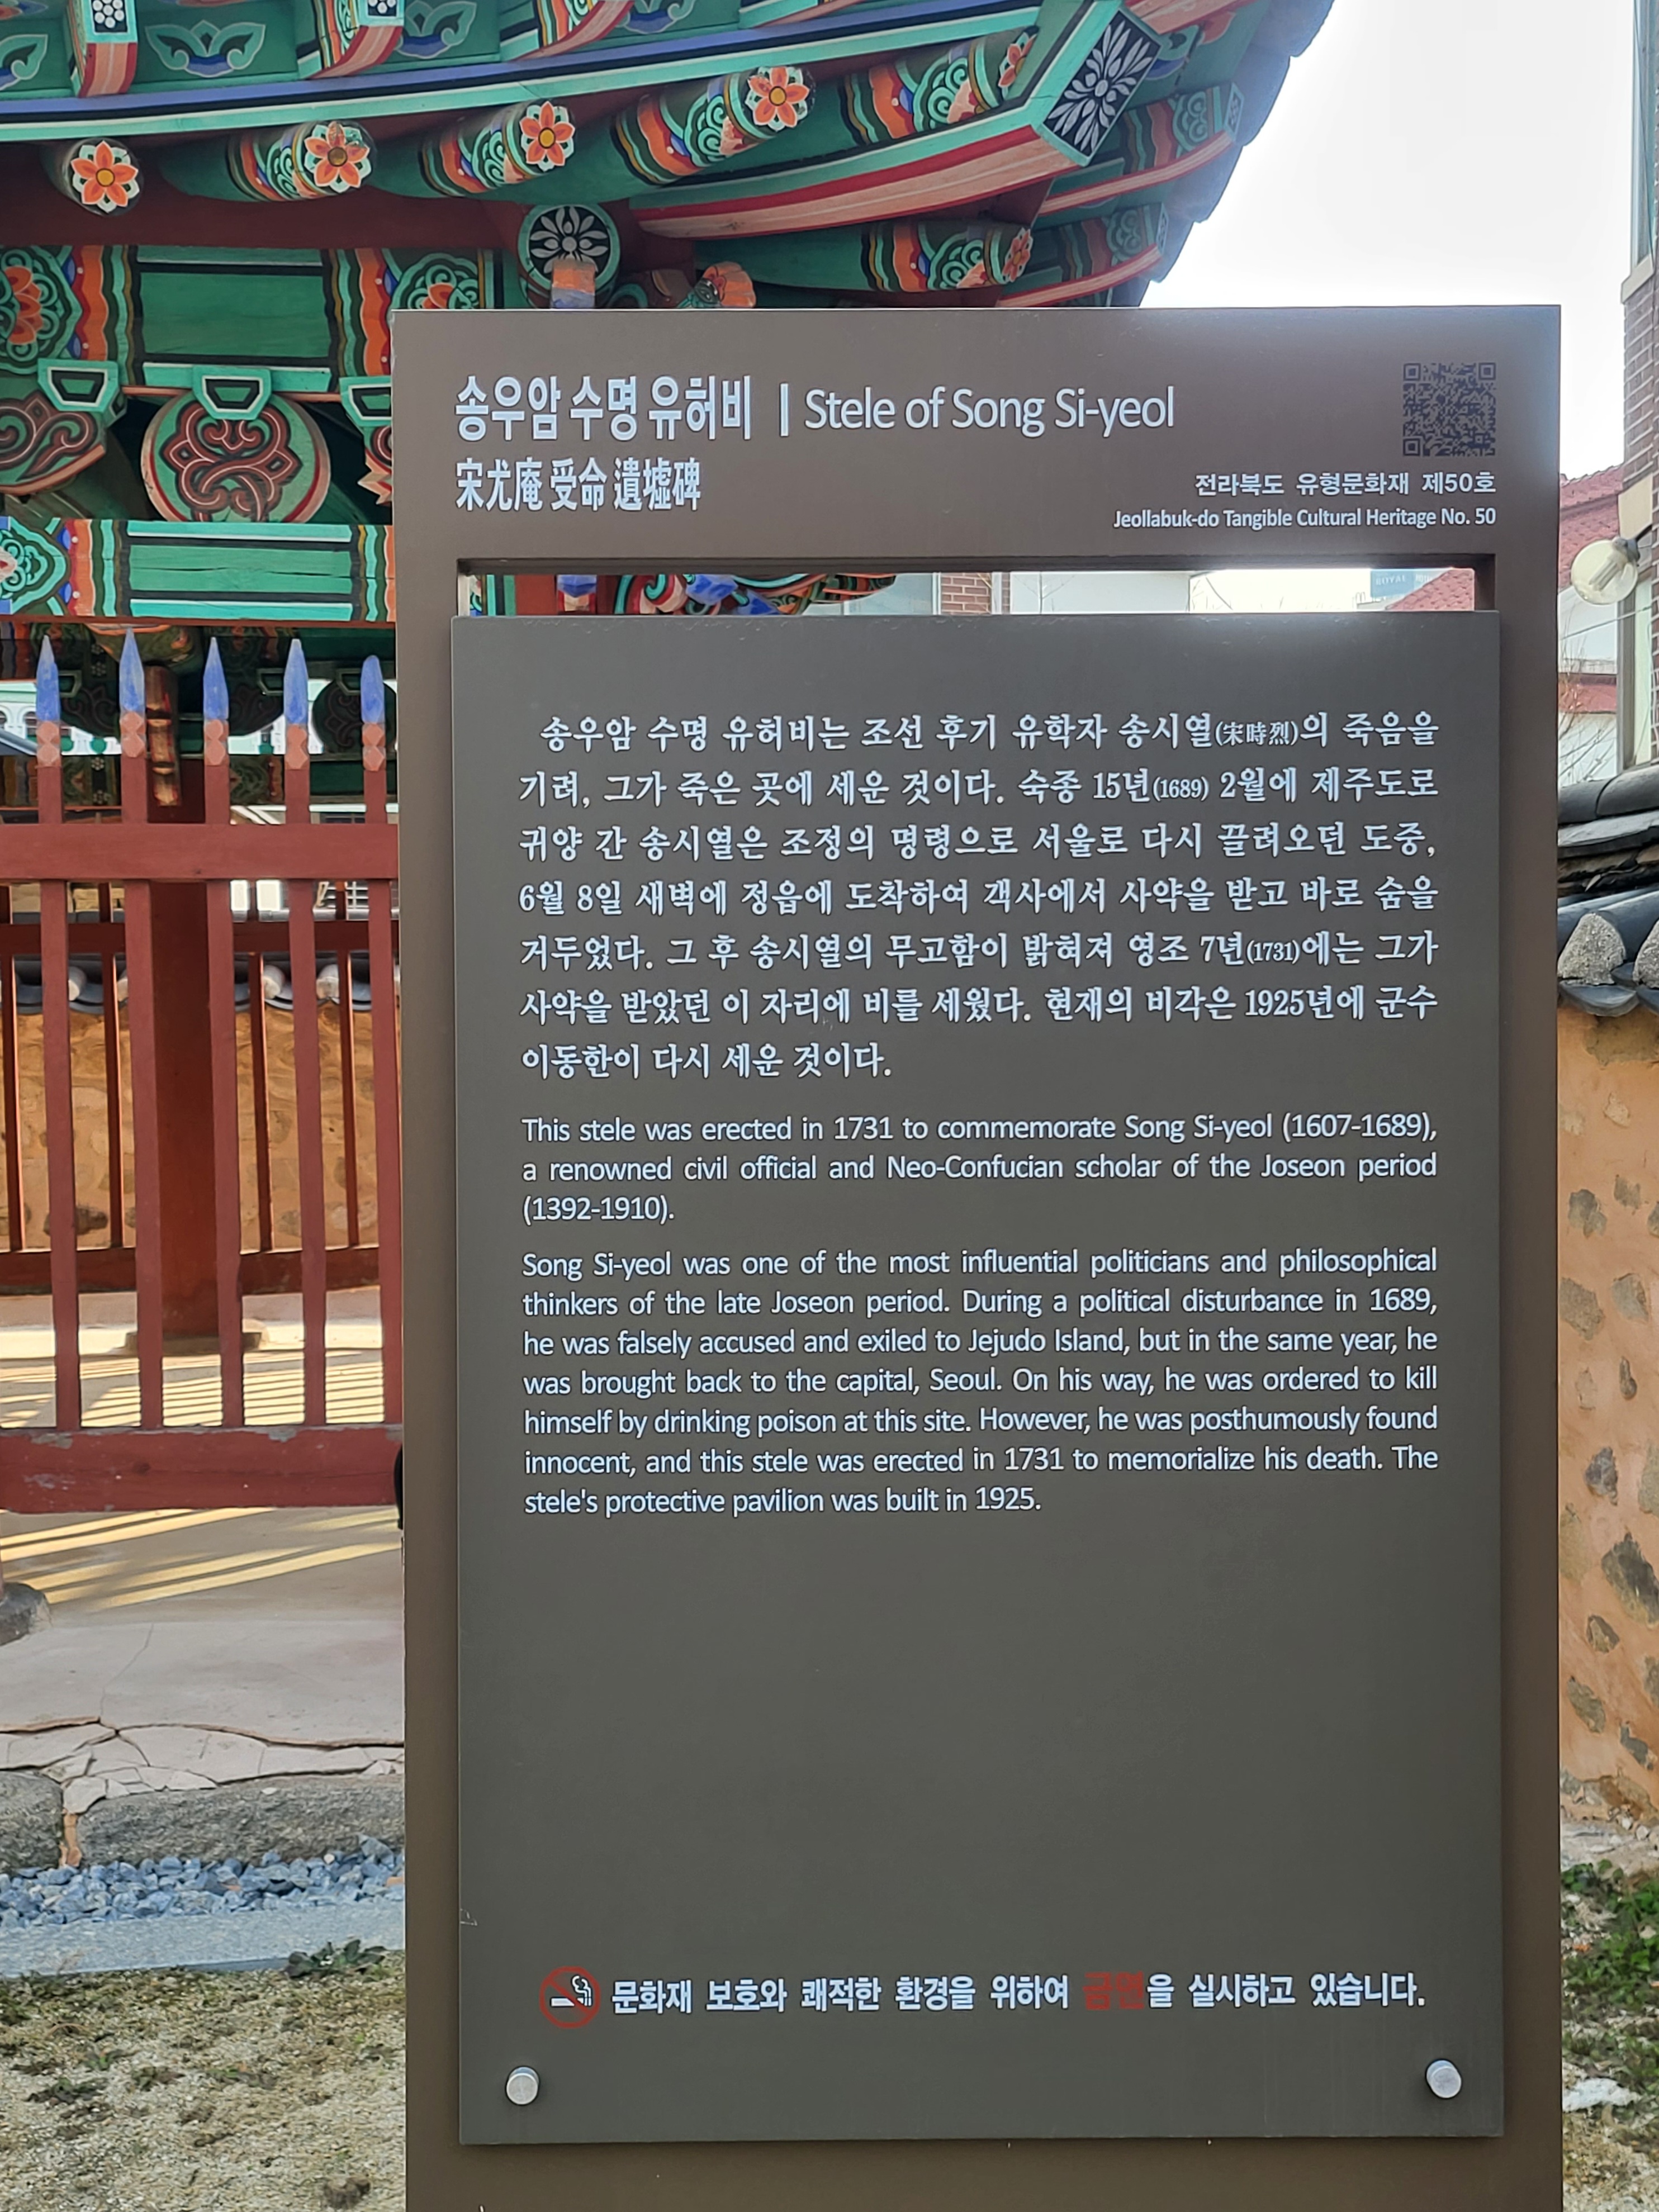 송우암 수명 유허비 | Stele of Song Si-yeol
宋尤庵 受命 遺墟碑
전라북도 유형문화재 제50호
Jeollabuk-do Tangible Cultural Heritage No. 50
송우암 수명 유허비는 조선 후기 유학자 송시열(宋時烈)의 죽음을
기려, 그가 죽은 곳에 세운 것이다. 숙종 15년(1689) 2월에 제주도로
귀양 간 송시열은 조정의 명령으로 서울로 다시 끌려오던 도중,
6월 8일 새벽에 정읍에 도착하여 객사에서 사약을 받고 바로 숨을
거두었다. 그 후 송시열의 무고함이 밝혀져 영조 7년(1731)에는 그가
사약을 받았던 이 자리에 비를 세웠다. 현재의 비각은 1925년에 군수
이동한이 다시 세운 것이다.
This stele was erected in 1731 to commemorate Song Si-yeol (1607-1689),
a renowned civil official and Neo-Confucian scholar of the Joseon period
(1392-1910).
Song Si-yeol was one of the most influential politicians and philosophical
thinkers of the late Joseon period. During a political disturbance in 1689,
he was falsely accused and exiled to Jejudo Island, but in the same year, he
was brought back to the capital, Seoul. On his way, he was ordered to kill
himself by drinking poison at this site. However, he was posthumously found
innocent, and this stele was erected in 1731 to memorialize his death. The
stele's protective pavilion was built in 1925.
문화재 보호와 쾌적한 환경을 위하여 금연을 실시하고 있습니다.